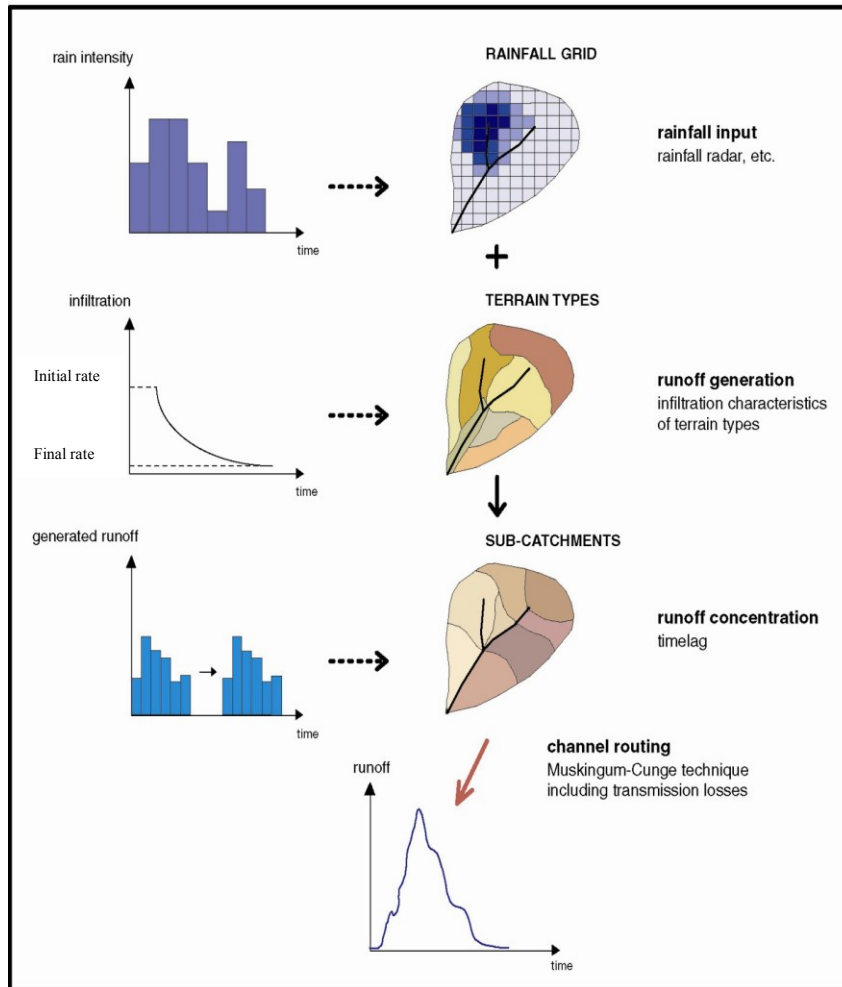 rain intensity
RAINFALL GRID
rainfall input
rainfall radar, etc.
time
+
infiltration
TERRAIN TYPES
Initial rate
runoff generation
infiltration characteristics
of terrain types
Final rate
time
generated runoff
SUB-CATCHMENTS
runoff concentration
timelag
time
channel routing
Muskingum-Cunge technique
including transmission losses
runoff
time